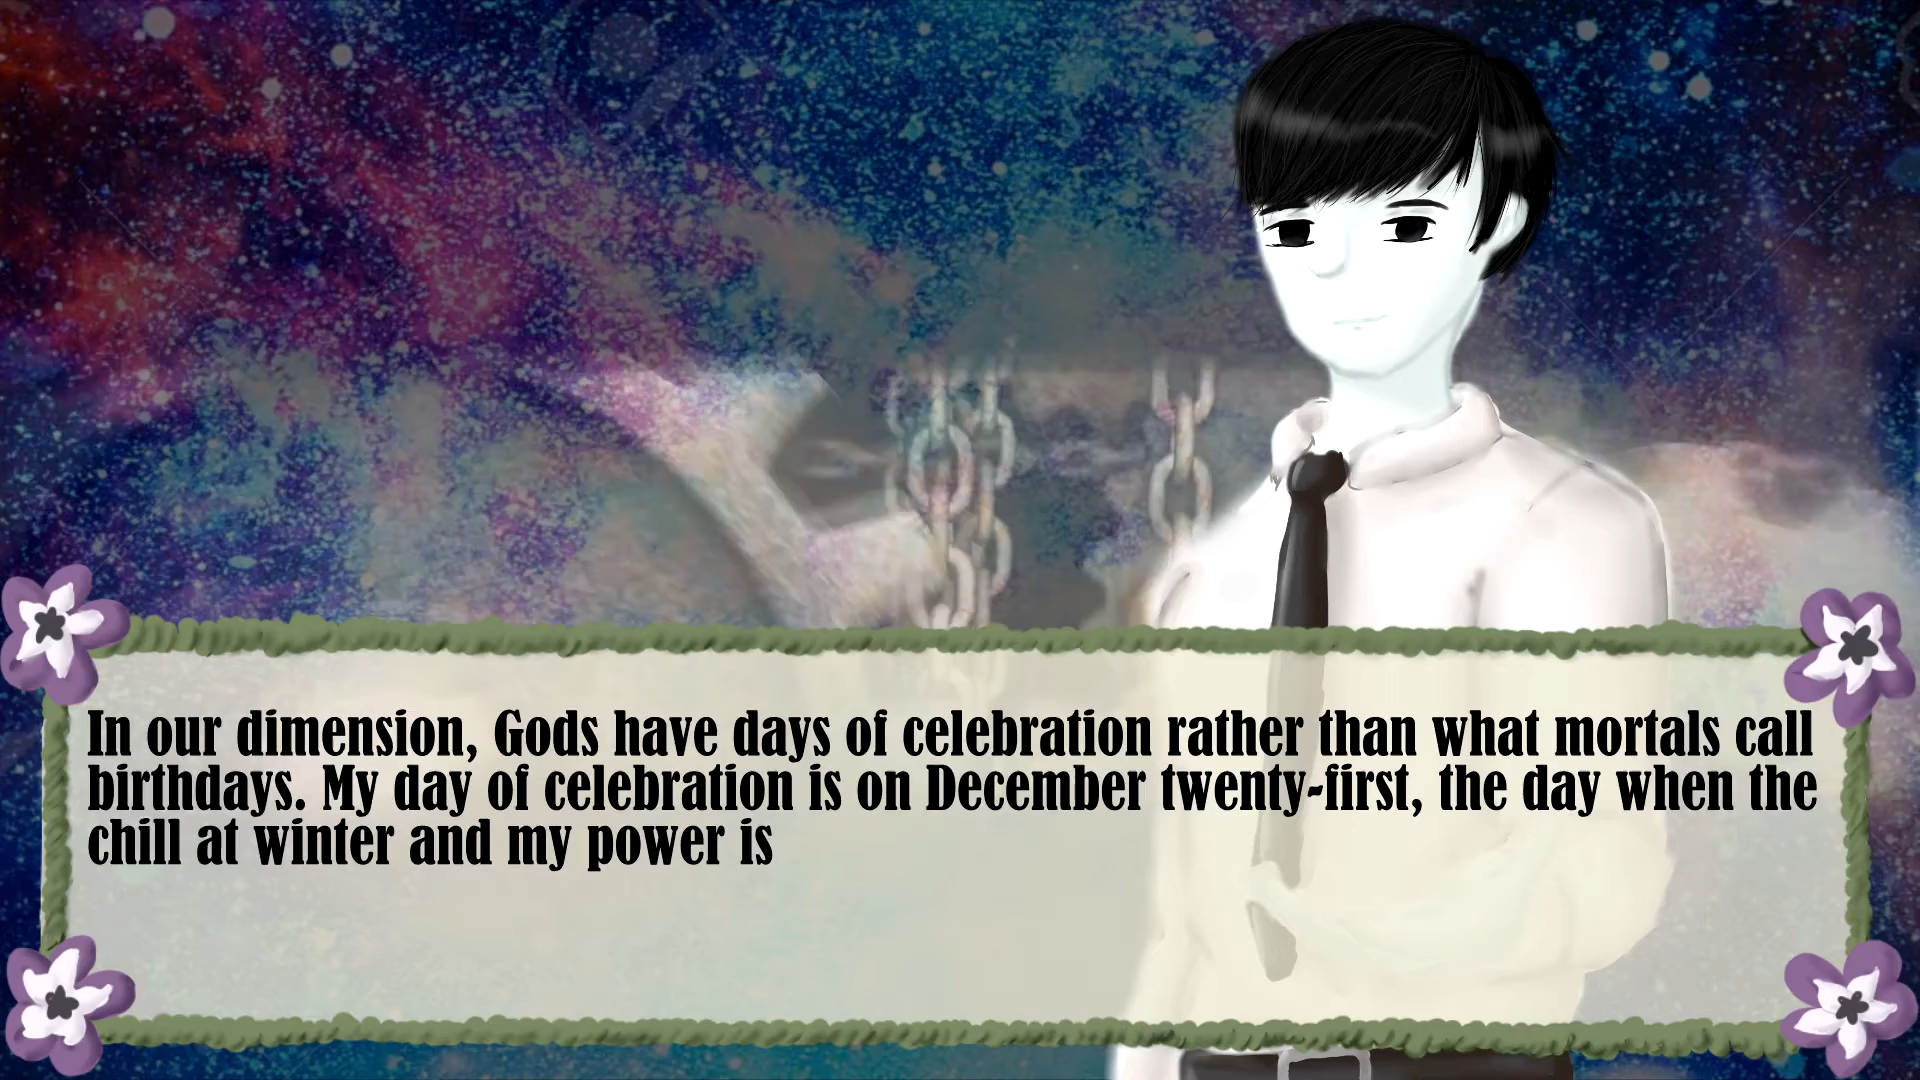 In our dimension, Gods have days of celebration rather than what mortals call
birthdays. My day of celebration is on December twenty-first, the day when the
chill at winter and my power is